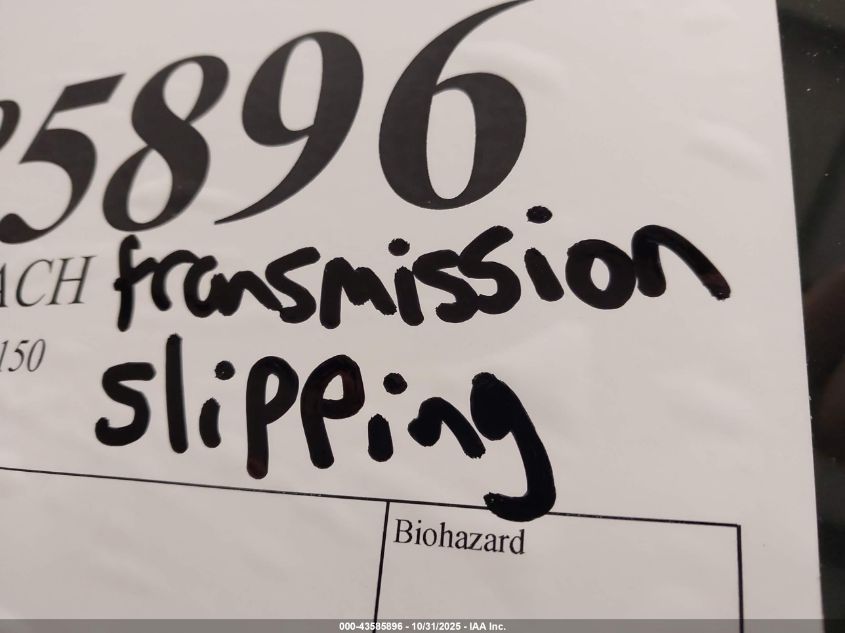 5896
ACH transmission
150
slipping
Biohazard
000-43585896 - 10/31/2025 - IAA Inc.